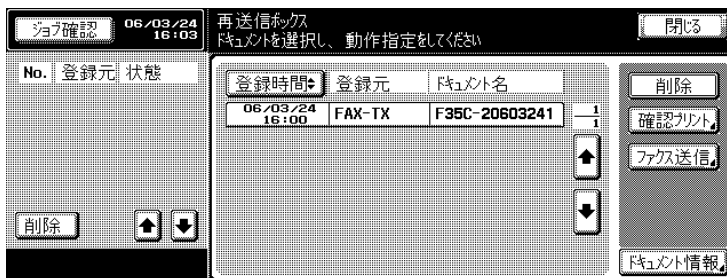 ジョブ確認
06/03/24
16:03
再送信ボックス
ドキュメントを選択し、動作指定をしてください
閉じる
No. 登録元 状態
削除
登録時間 登録元 ドキュメント名
06/03/24
16:00
FAX-TX
F35C-20603241
1
1
削除
確認プリント
ファクス送信
ドキュメント情報